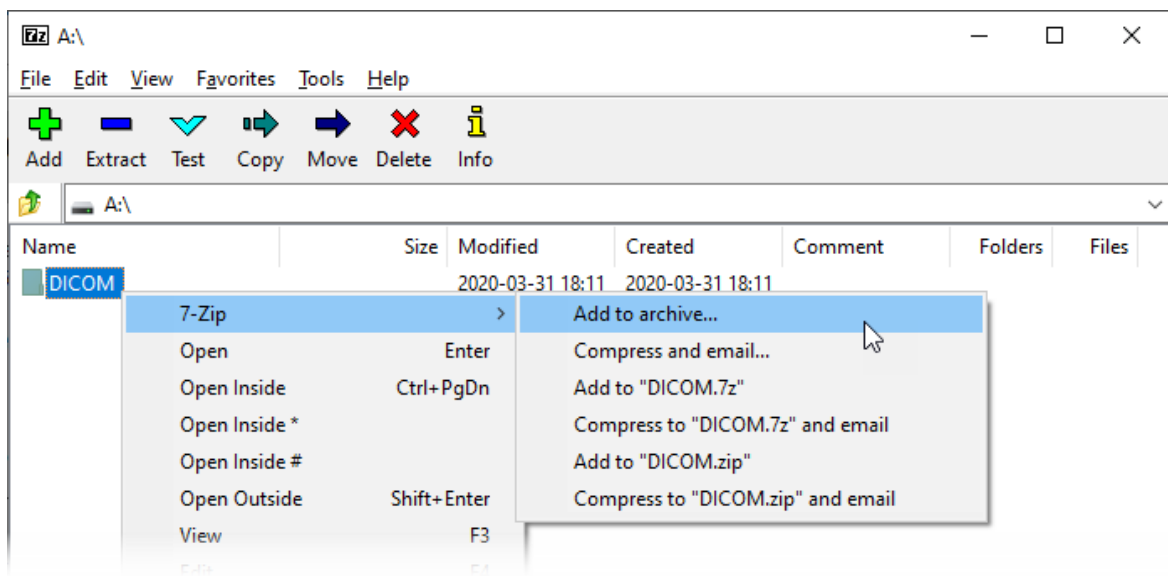 7z A:\
File Edit View Favorites Tools Help
Add Extract Test Copy Move Delete Info
A:\
Name Size Modified Created Comment Folders Files
DICOM 2020-03-31 18:11 2020-03-31 18:11
7-Zip > Add to archive...
Open Enter Compress and email...
Open Inside Ctrl+PgDn Add to "DICOM.7z"
Open Inside * Compress to "DICOM.7z" and email
Open Inside # Add to "DICOM.zip"
Open Outside Shift+Enter Compress to "DICOM.zip" and email
View F3
Edit F4